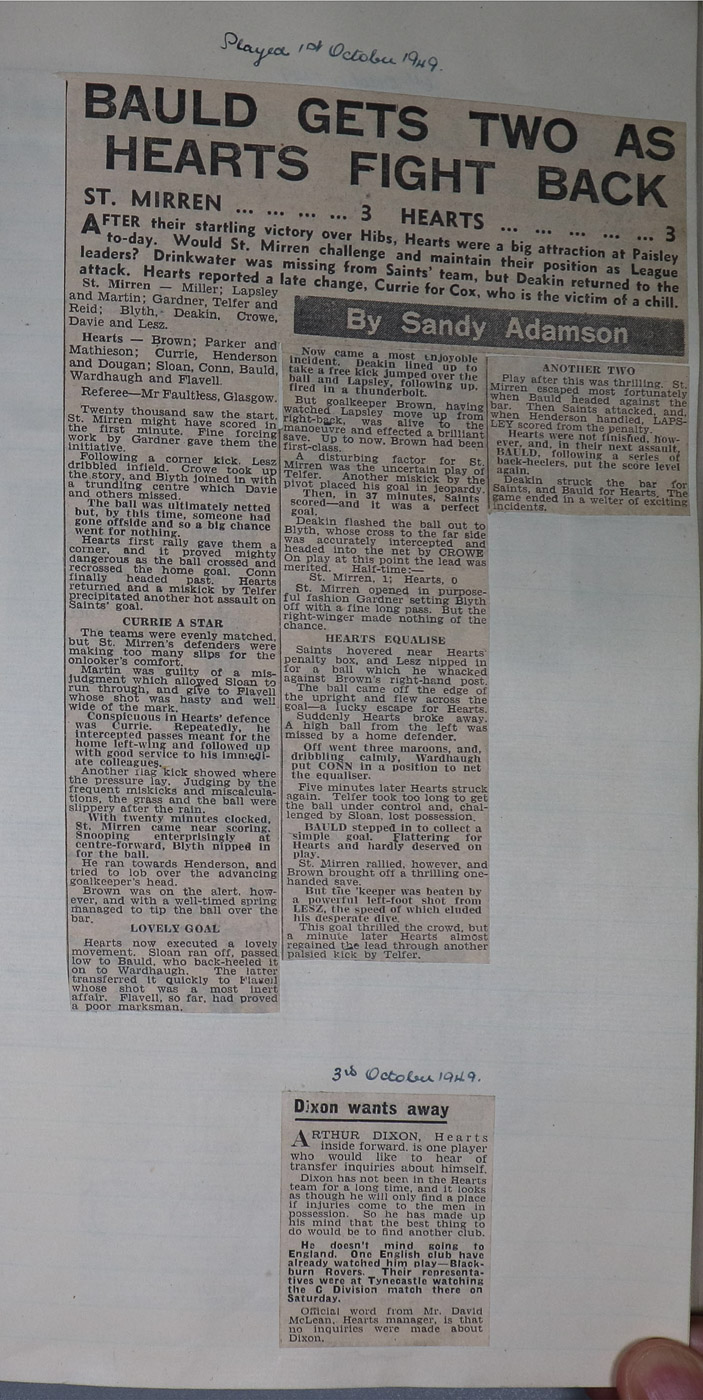 Played 1st October 1949.
BAULD GETS TWO AS
HEARTS FIGHT BACK
ST. MIRREN ... ... ... ... 3 HEARTS ... ... ... ... ... 3
AFTER their startling victory over Hibs, Hearts were a big attraction at Paisley
to-day. Would St. Mirren challenge and maintain their position as League
leaders? Drinkwater was missing from Saints' team, but Deakin returned to the
attack. Hearts reported a late change, Currie for Cox, who is the victim of a chill.
By Sandy Adamson
St. Mirren — Miller; Lapsley
and Martin; Gardner, Telfer and
Reid; Blyth, Deakin, Crowe,
Davie and Lesz.
Hearts — Brown; Parker and
Mathieson; Currie, Henderson
and Dougan; Sloan, Conn, Bauld,
Wardhaugh and Flavell.
Referee—Mr Faultless, Glasgow.
Twenty thousand saw the start.
St. Mirren might have scored in
the first minute. Fine forcing
work by Gardner gave them the
initiative.
Following a corner kick, Lesz
dribbled infield. Crowe took up
the story, and Blyth joined in with
a trundling centre which Davie
and others missed.
The ball was ultimately netted
but, by this time, someone had
gone offside and so a big chance
went for nothing.
Hearts first rally gave them a
corner, and it proved mighty
dangerous as the ball crossed and
recrossed the home goal. Conn
finally headed past. Hearts
returned and a miskick by Telfer
precipitated another hot assault on
Saints' goal.
CURRIE A STAR
The teams were evenly matched,
but St. Mirren's defenders were
making too many slips for the
onlooker's comfort.
Martin was guilty of a mis-
judgment which allowed Sloan to
run through, and give to Flavell
whose shot was hasty and well
wide of the mark.
Conspicuous in Hearts' defence
was Currie. Repeatedly, he
intercepted passes meant for the
home left-wing and followed up
with good service to his immedi-
ate colleagues.
Another flag kick showed where
the pressure lay. Judging by the
frequent miskicks and miscalcula-
tions, the grass and the ball were
slippery after the rain.
With twenty minutes clocked,
St. Mirren came near scoring.
Snooping enterprisingly at
centre-forward, Blyth nipped in
for the ball.
He ran towards Henderson, and
tried to lob over the advancing
goalkeeper's head.
Brown was on the alert, how-
ever, and with a well-timed spring
managed to tip the ball over the
bar.
LOVELY GOAL
Hearts now executed a lovely
movement. Sloan ran off, passed
low to Bauld, who back-heeled it
on to Wardhaugh. The latter
transferred it quickly to Flavell
whose shot was a most inert
affair. Flavell, so far, had proved
a poor marksman.
Now came a most enjoyable
incident. Deakin lined up to
take a free kick jumped over the
ball and Lapsley, following up,
fired in a thunderbolt.
But goalkeeper Brown, having
watched Lapsley move up from
right-back, was alive to the
manoeuvre and effected a brilliant
save. Up to now, Brown had been
first-class.
A disturbing factor for St.
Mirren was the uncertain play of
Telfer. Another miskick by the
pivot placed his goal in jeopardy.
Then, in 37 minutes, Saints
scored—and it was a perfect
goal.
Deakin flashed the ball out to
Blyth, whose cross to the far side
was accurately intercepted and
headed into the net by CROWE
On play at this point the lead was
merited. Half-time:—
St. Mirren, 1; Hearts, 0
St. Mirren opened in purpose-
ful fashion Gardner setting Blyth
off with a fine long pass. But the
right-winger made nothing of the
chance.
HEARTS EQUALISE
Saints hovered near Hearts'
penalty box, and Lesz nipped in
for a ball which he whacked
against Brown's right-hand post.
The ball came off the edge of
the upright and flew across the
goal—a lucky escape for Hearts.
Suddenly Hearts broke away.
A high ball from the left was
missed by a home defender.
Off went three maroons, and,
dribbling calmly, Wardhaugh
put CONN in a position to net
the equaliser.
Five minutes later Hearts struck
again. Telfer took too long to get
the ball under control and, chal-
lenged by Sloan, lost possession.
BAULD stepped in to collect a
simple goal. Flattering for
Hearts and hardly deserved on
play.
St. Mirren rallied, however, and
Brown brought off a thrilling one-
handed save.
But the 'keeper was beaten by
a powerful left-foot shot from
LESZ, the speed of which eluded
his desperate dive.
This goal thrilled the crowd, but
a minute later Hearts almost
regained the lead through another
palsied kick by Telfer.
ANOTHER TWO
Play after this was thrilling. St.
Mirren escaped most fortunately
when Bauld headed against the
bar. Then Saints attacked, and,
when Henderson handled, LAPS-
LEY scored from the penalty.
Hearts were not finished, how-
ever, and, in their next assault,
BAULD, following a series of
back-heelers, put the score level
again.
Deakin struck the bar for
Saints, and Bauld for Hearts. The
game ended in a welter of exciting
incidents.
3rd October 1949.
Dixon wants away
ARTHUR DIXON, Hearts
inside forward, is one player
who would like to hear of
transfer inquiries about himself.
Dixon has not been in the Hearts
team for a long time, and it looks
as though he will only find a place
if injuries come to the men in
possession. So he has made up
his mind that the best thing to
do would be to find another club.
He doesn't mind going to
England. One English club have
already watched him play—Black-
burn Rovers. Their representa-
tives were at Tynecastle watching
the C Division match there on
Saturday.
Official word from Mr. David
McLean, Hearts manager, is that
no inquiries were made about
Dixon.